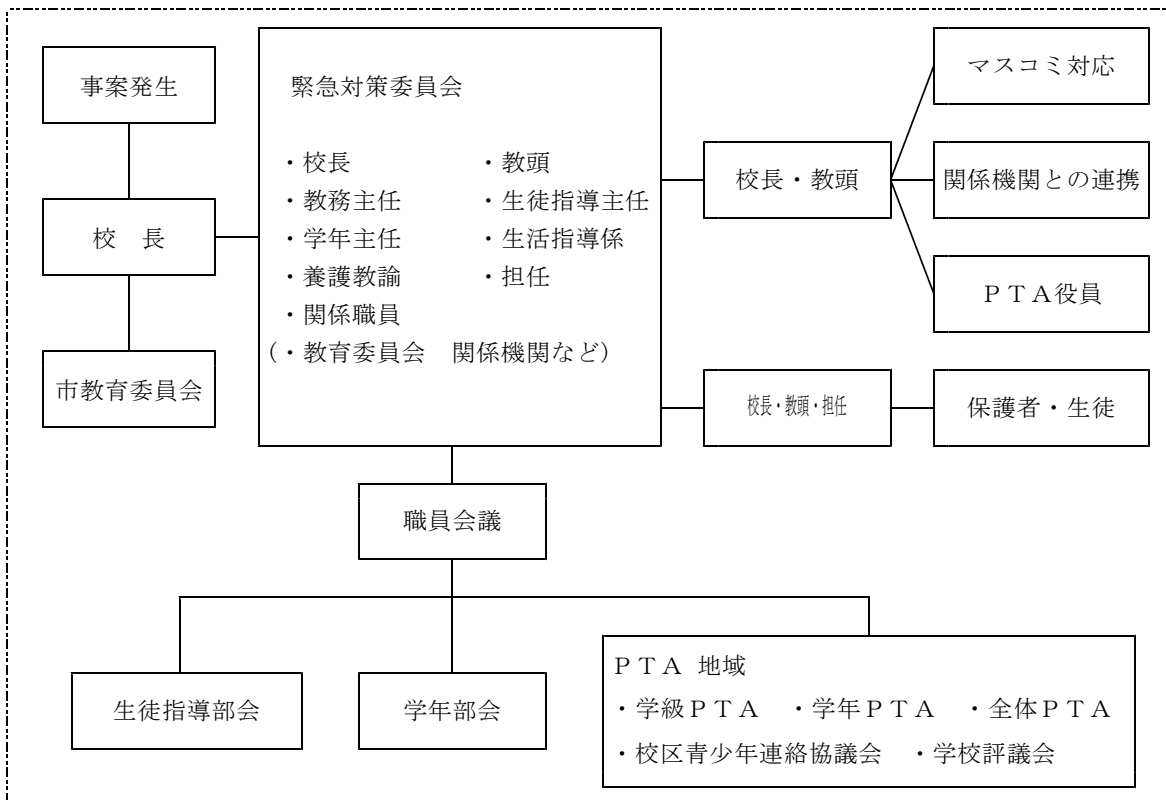 事案発生
校　長
市教育委員会
緊急対策委員会
・校長　　　　・教頭
・教務主任　　・生徒指導主任
・学年主任　　・生活指導係
・養護教諭　　・担任
・関係職員
(・教育委員会　関係機関など)
校長・教頭
マスコミ対応
関係機関との連携
ＰＴＡ役員
校長・教頭・担任
保護者・生徒
職員会議
生徒指導部会
学年部会
ＰＴＡ 地域
・学級ＰＴＡ　・学年ＰＴＡ　・全体ＰＴＡ
・校区青少年連絡協議会　・学校評議会